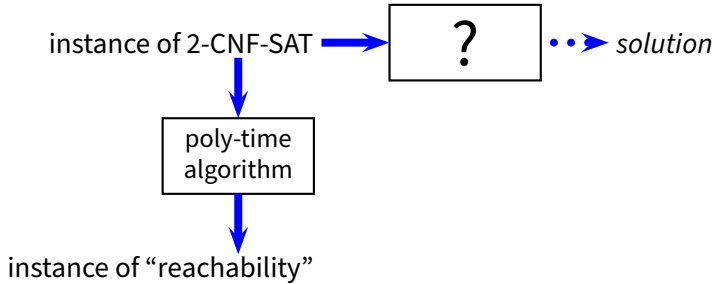 instance of 2-CNF-SAT
?
solution
poly-time
algorithm
instance of “reachability”